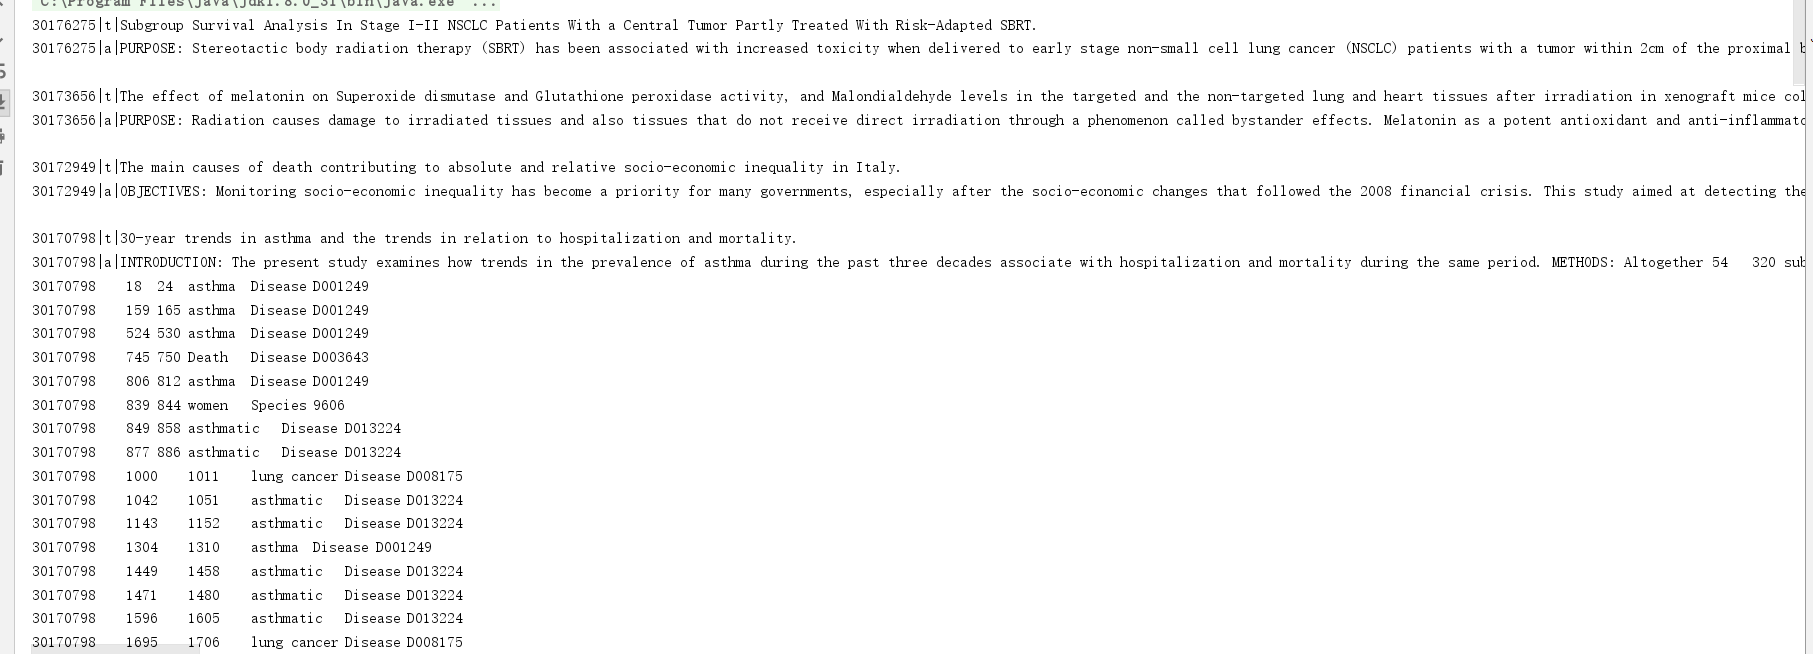 "C:\Program Files\java\jdk1.8.0_31\bin\java.exe" ...
30176275|t|Subgroup Survival Analysis In Stage I-II NSCLC Patients With a Central Tumor Partly Treated With Risk-Adapted SBRT.
30176275|a|PURPOSE: Stereotactic body radiation therapy (SBRT) has been associated with increased toxicity when delivered to early stage non-small cell lung cancer (NSCLC) patients with a tumor within 2cm of the proximal b
30173656|t|The effect of melatonin on Superoxide dismutase and Glutathione peroxidase activity, and Malondialdehyde levels in the targeted and the non-targeted lung and heart tissues after irradiation in xenograft mice col
30173656|a|PURPOSE: Radiation causes damage to irradiated tissues and also tissues that do not receive direct irradiation through a phenomenon called bystander effects. Melatonin as a potent antioxidant and anti-inflammato
30172949|t|The main causes of death contributing to absolute and relative socio-economic inequality in Italy.
30172949|a|OBJECTIVES: Monitoring socio-economic inequality has become a priority for many governments, especially after the socio-economic changes that followed the 2008 financial crisis. This study aimed at detecting the
30170798|t|30-year trends in asthma and the trends in relation to hospitalization and mortality.
30170798|a|INTRODUCTION: The present study examines how trends in the prevalence of asthma during the past three decades associate with hospitalization and mortality during the same period. METHODS: Altogether 54 320 sub
30170798 18 24 asthma Disease D001249
30170798 159 165 asthma Disease D001249
30170798 524 530 asthma Disease D001249
30170798 745 750 Death Disease D003643
30170798 806 812 asthma Disease D001249
30170798 839 844 women Species 9606
30170798 849 858 asthmatic Disease D013224
30170798 877 886 asthmatic Disease D013224
30170798 1000 1011 lung cancer Disease D008175
30170798 1042 1051 asthmatic Disease D013224
30170798 1143 1152 asthmatic Disease D013224
30170798 1304 1310 asthma Disease D001249
30170798 1449 1458 asthmatic Disease D013224
30170798 1471 1480 asthmatic Disease D013224
30170798 1596 1605 asthmatic Disease D013224
30170798 1695 1706 lung cancer Disease D008175